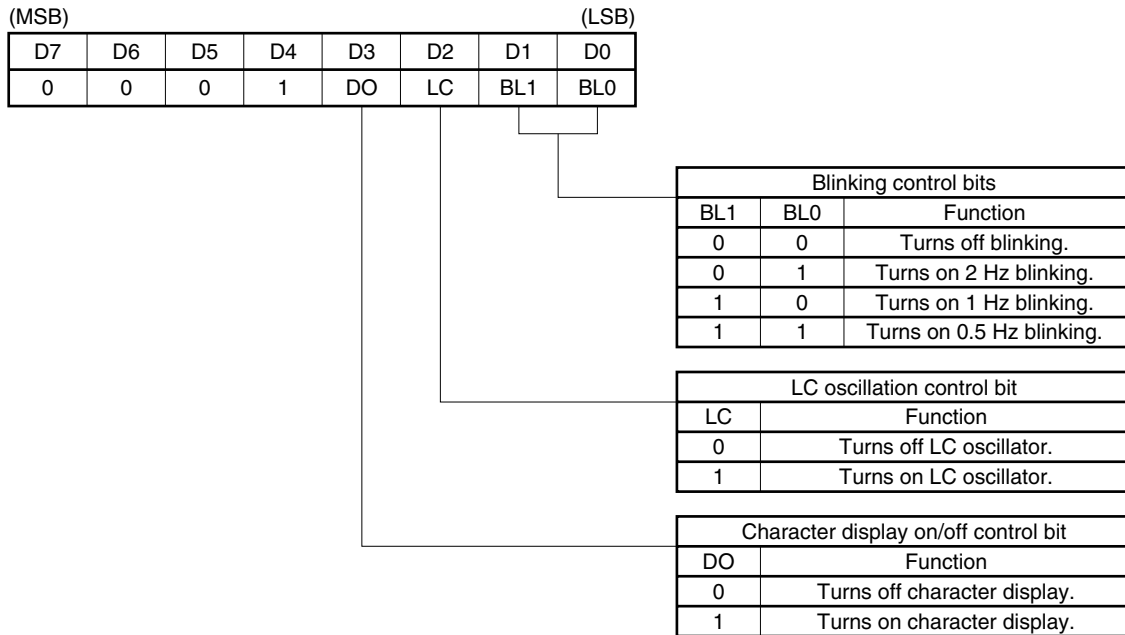 (MSB) (LSB)
D7 D6 D5 D4 D3 D2 D1 D0
0 0 0 1 DO LC BL1 BL0
Blinking control bits
BL1 BL0 Function
0 0 Turns off blinking.
0 1 Turns on 2 Hz blinking.
1 0 Turns on 1 Hz blinking.
1 1 Turns on 0.5 Hz blinking.
LC oscillation control bit
LC Function
0 Turns off LC oscillator.
1 Turns on LC oscillator.
Character display on/off control bit
DO Function
0 Turns off character display.
1 Turns on character display.